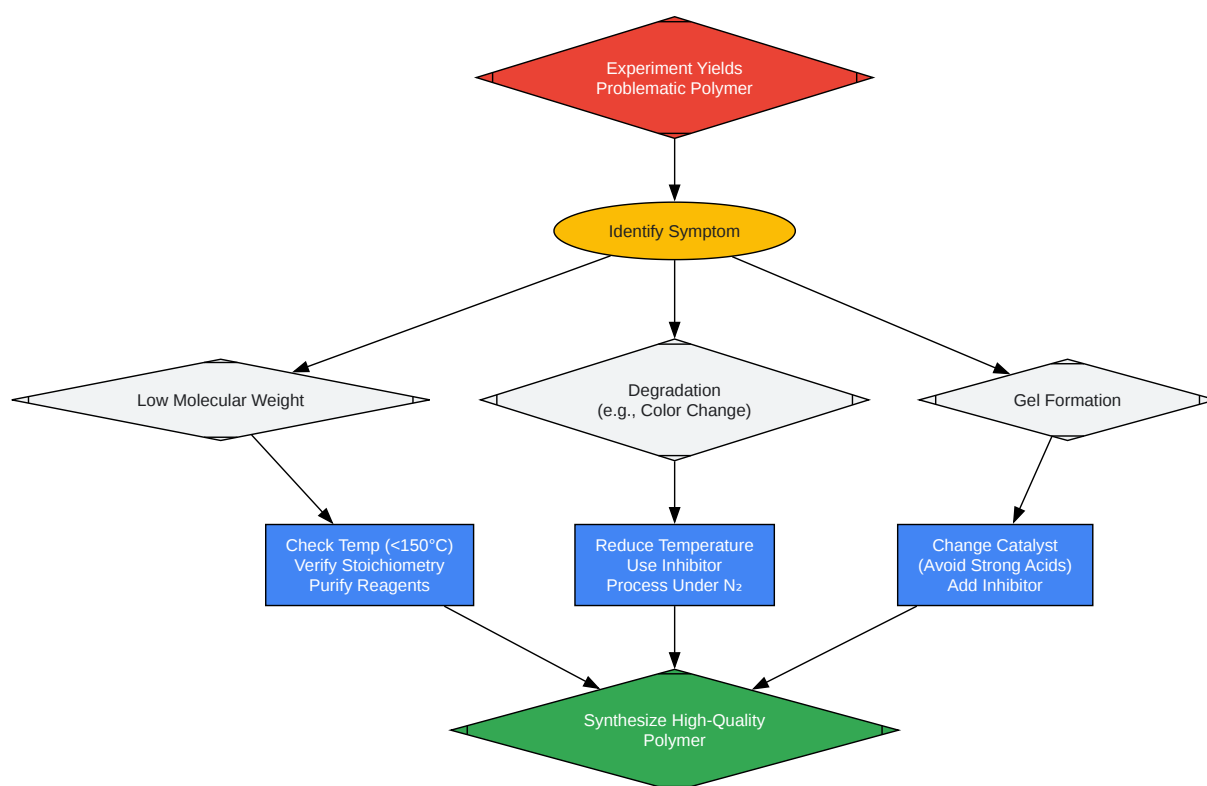 Experiment Yields
Problematic Polymer
Identify Symptom
Low Molecular Weight
Degradation
(e.g., Color Change)
Gel Formation
Check Temp (<150°C)
Verify Stoichiometry
Purify Reagents
Reduce Temperature
Use Inhibitor
Process Under N₂
Change Catalyst
(Avoid Strong Acids)
Add Inhibitor
Synthesize High-Quality
Polymer